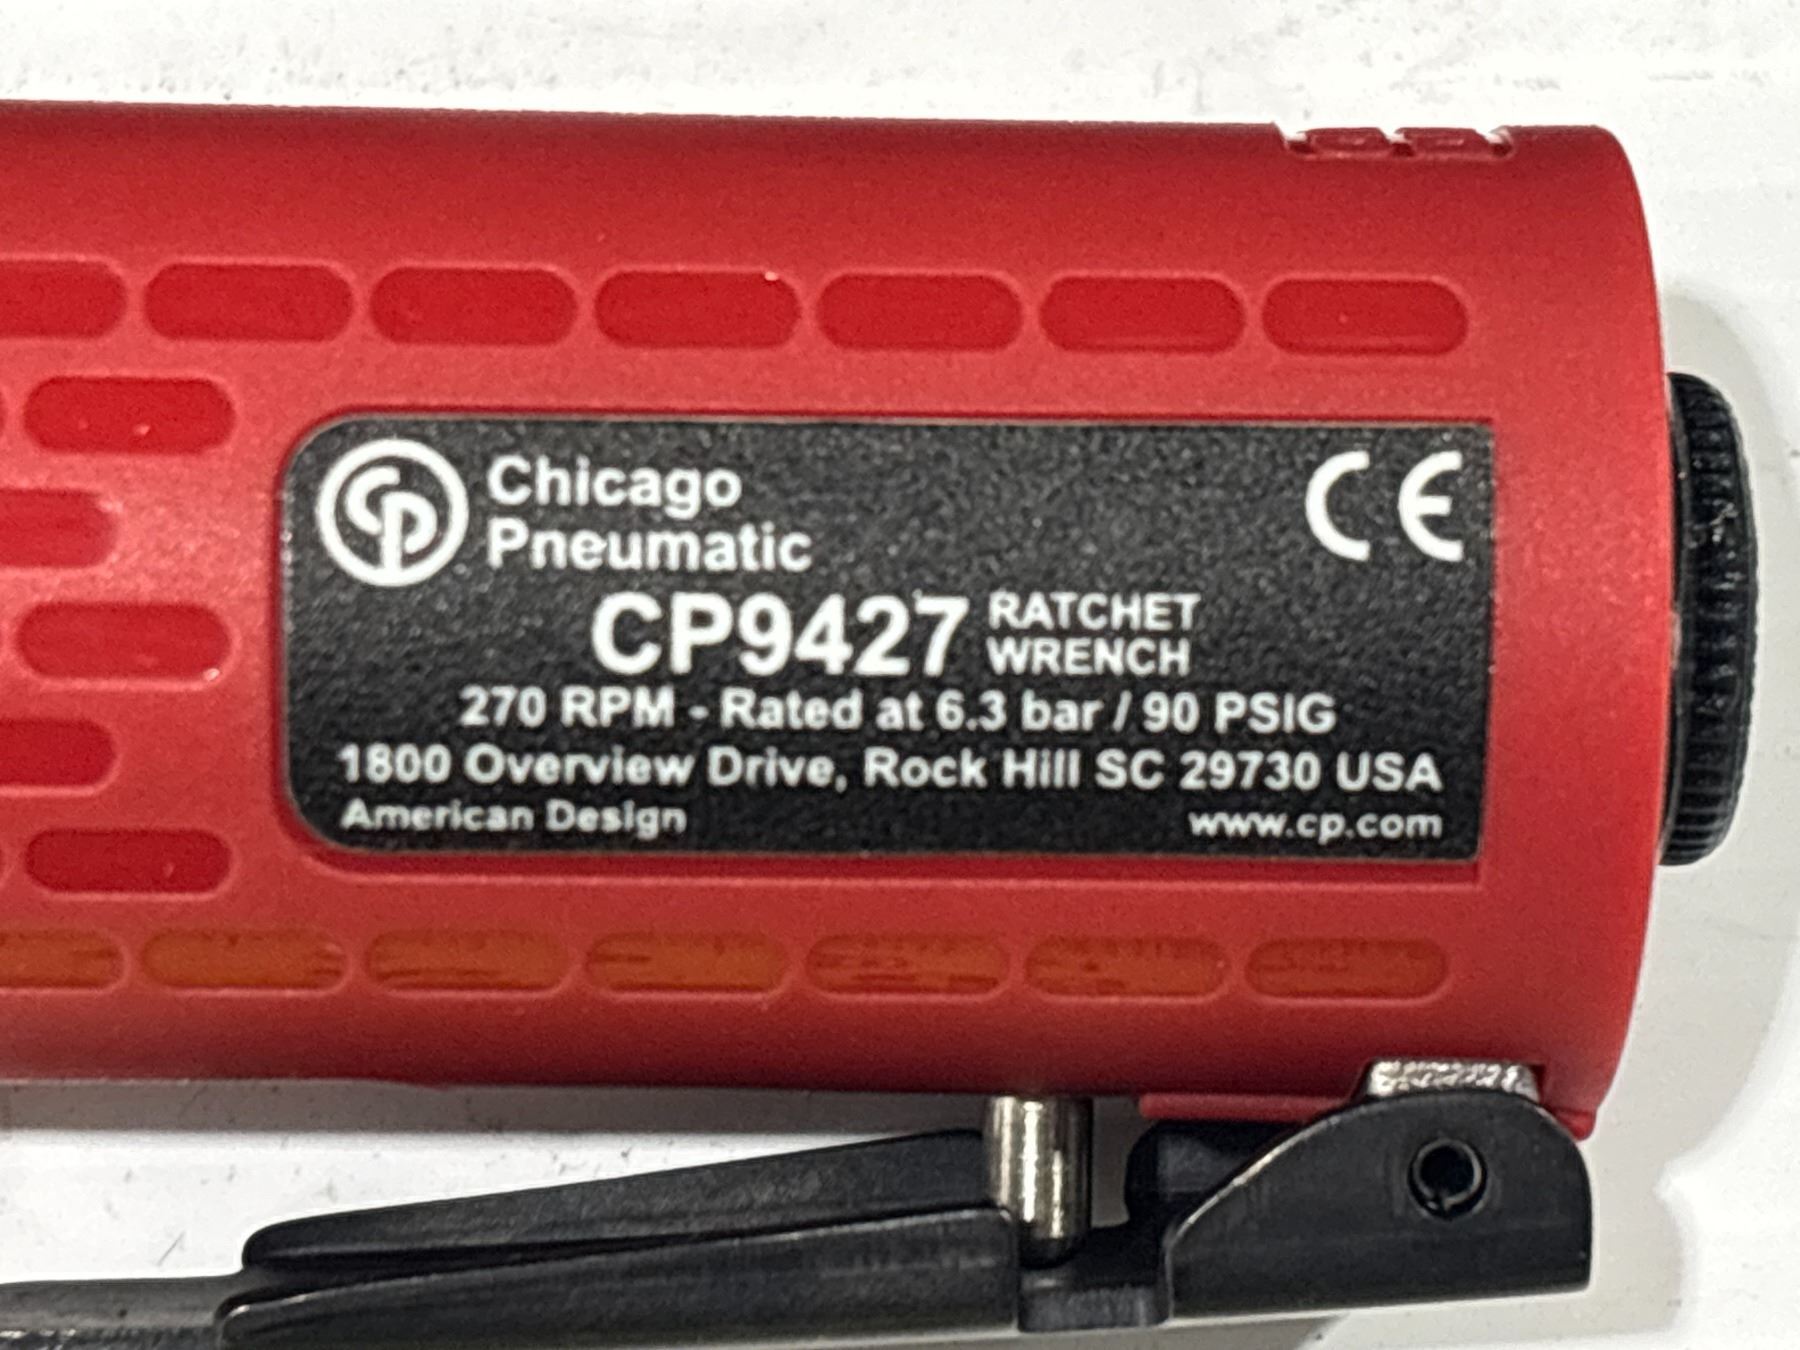 CP Chicago
Pneumatic
CE
CP9427 RATCHET
WRENCH
270 RPM - Rated at 6.3 bar / 90 PSIG
1800 Overview Drive, Rock Hill SC 29730 USA
American Design www.cp.com